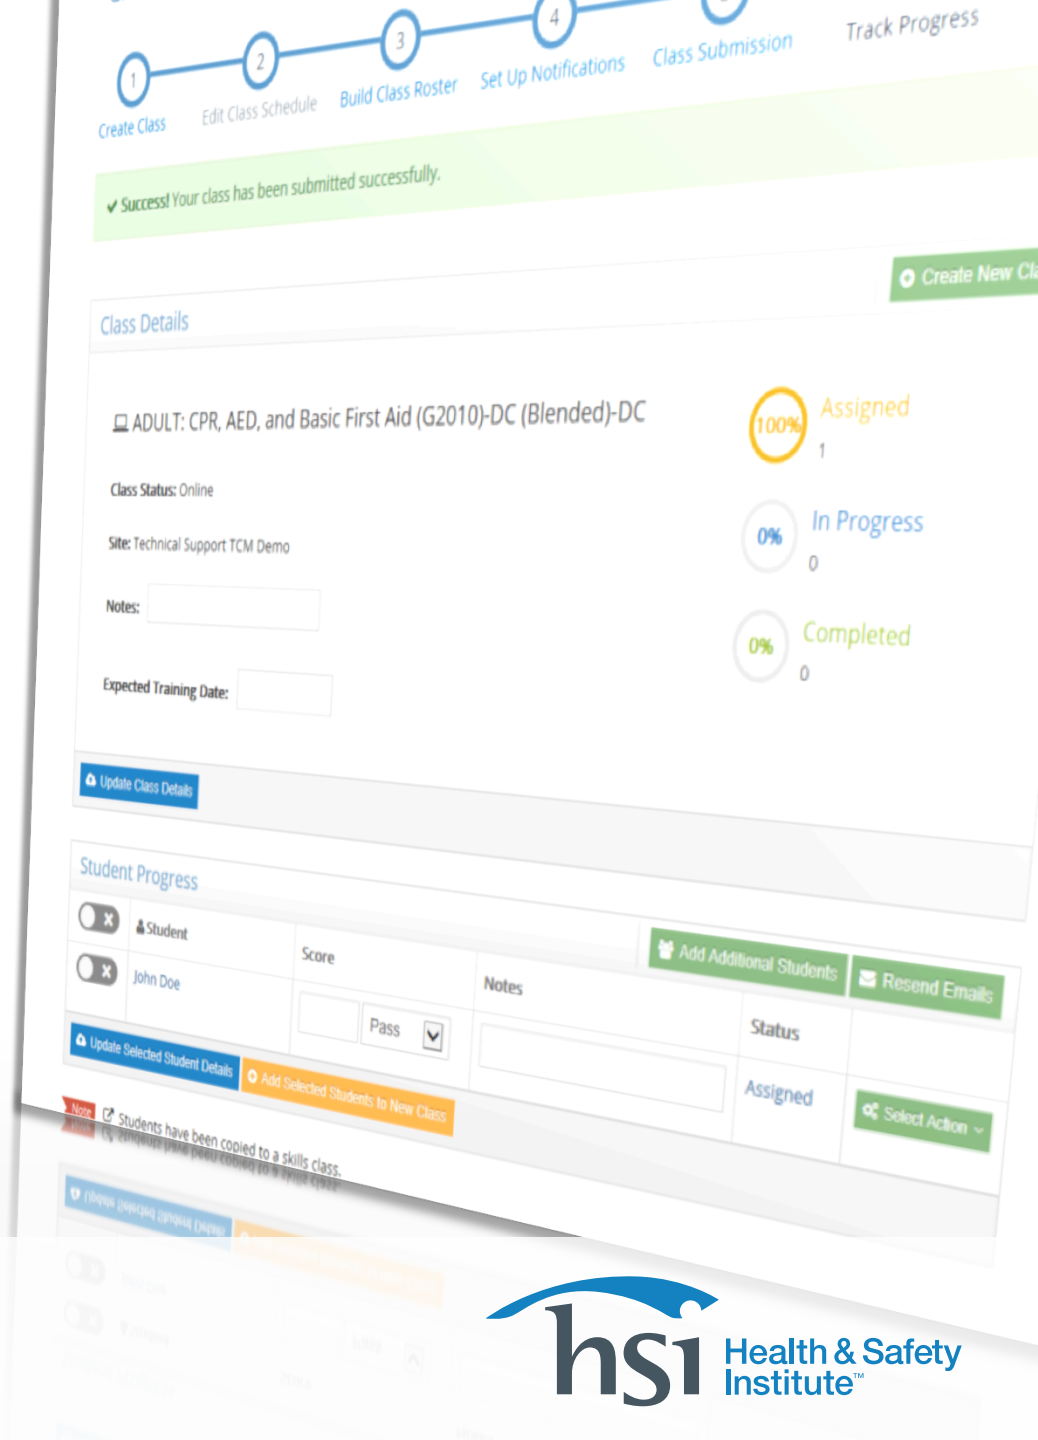 1
2
3
4
Create Class
Edit Class Schedule
Build Class Roster
Set Up Notifications
Class Submission
Track Progress
Success! Your class has been submitted successfully.
Create New
Class Details
ADULT: CPR, AED, and Basic First Aid (G2010)-DC (Blended)-DC
Class Status: Online
Site: Technical Support TCM Demo
Notes:
Expected Training Date:
100%
Assigned
1
0%
In Progress
0
0%
Completed
0
Update Class Details
Student Progress
Add Additional Students
Resend Emails
Student
Score
Notes
Status
John Doe
Pass
Assigned
Select Action
Update Selected Student Details
Add Selected Students to New Class
Note
Students have been copied to a skills class.
hsi
Health & Safety
Institute™